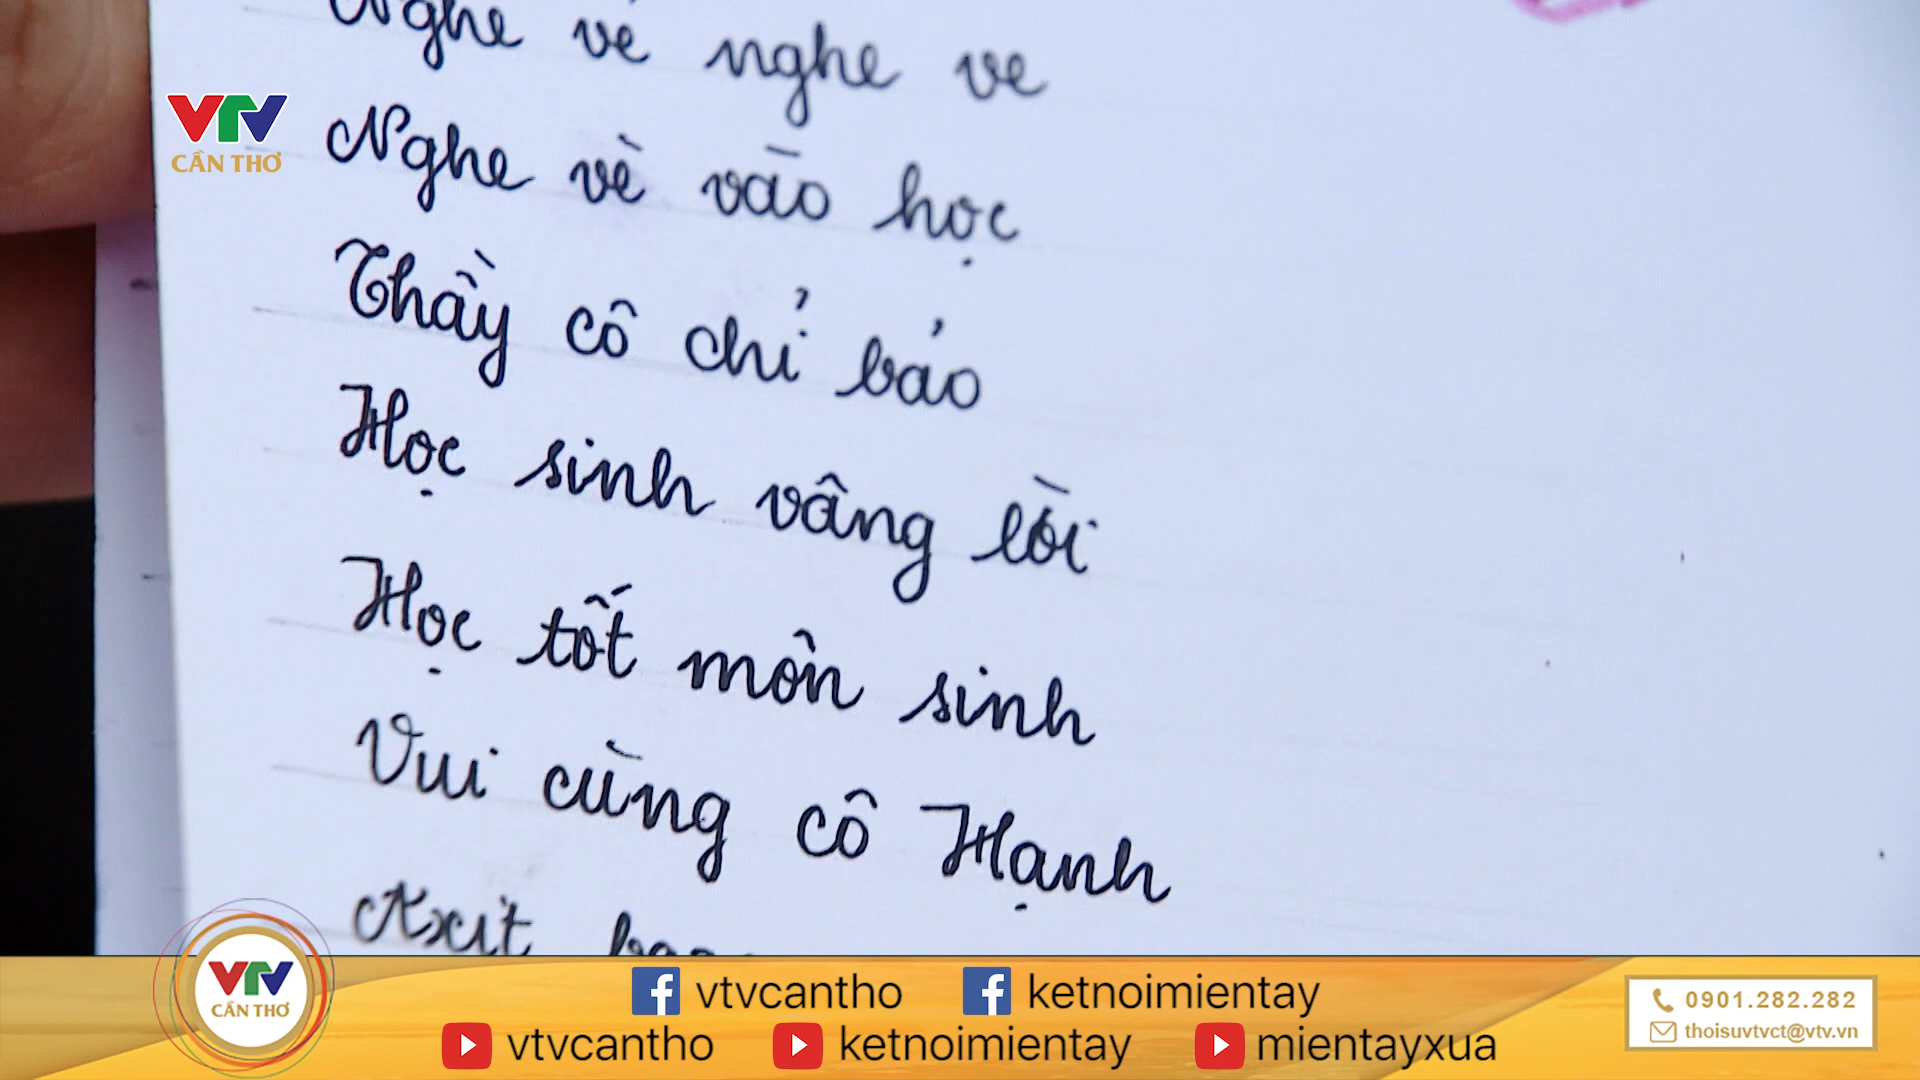 Nghe vẻ nghe ve
Nghe vè vào học
Thầy cô chỉ bảo
Học sinh vâng lời
Học tốt môn sinh
Vui cùng cô Hạnh
Axit
VTV
CẦN THƠ
VTV
CẦN THƠ
vtvcantho ketnoimientay
vtvcantho ketnoimientay mientayxua
0901.282.282
thoisuvtvct@vtv.vn